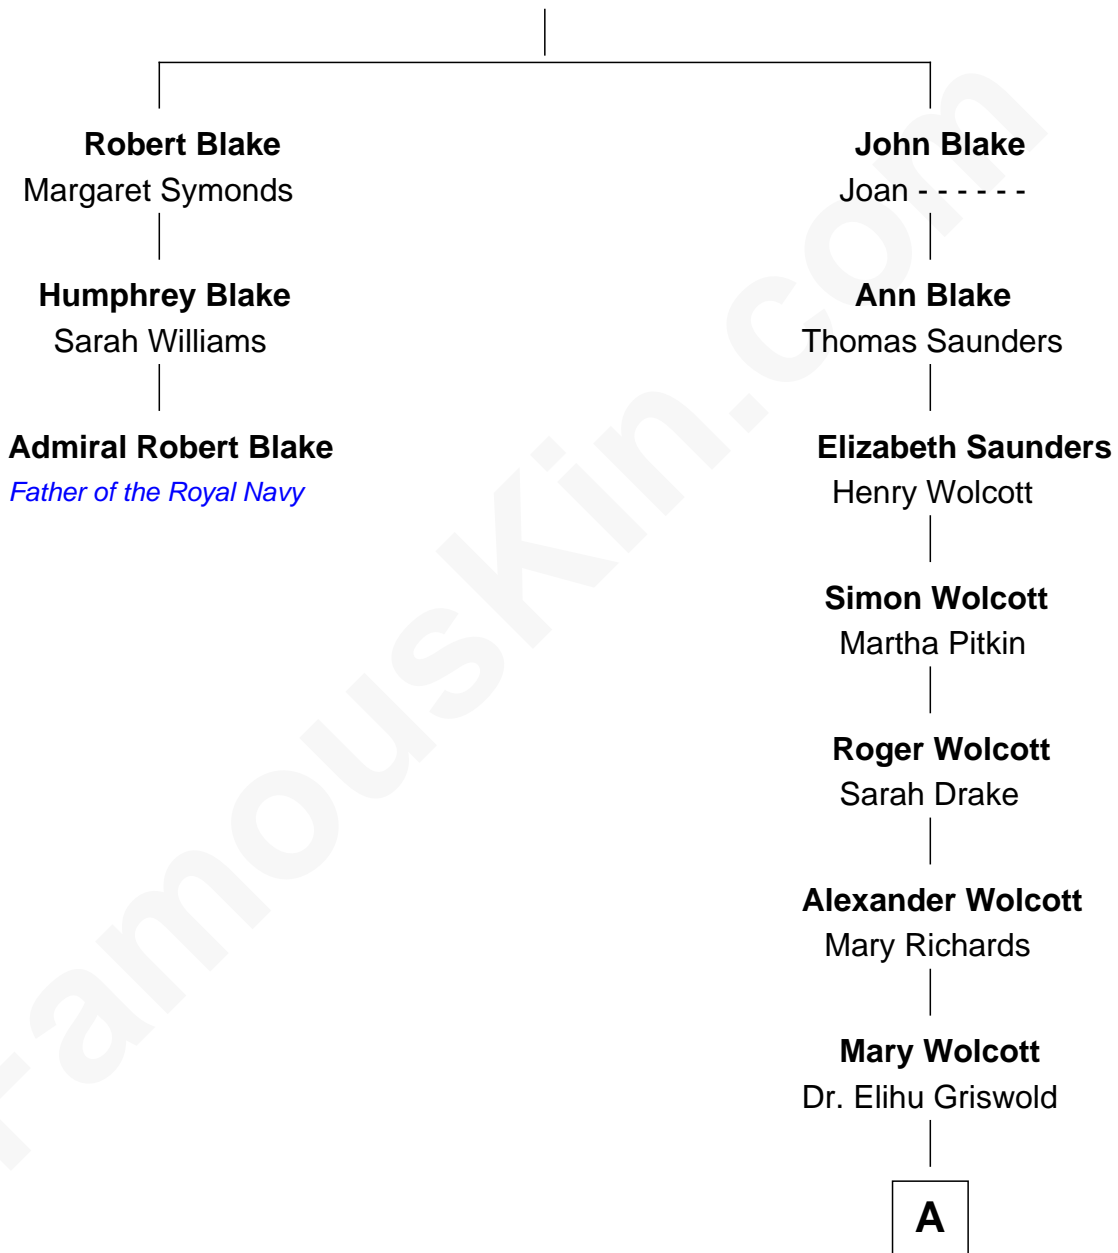 Robert Blake
Margaret Symonds
Humphrey Blake
Sarah Williams
Admiral Robert Blake
Father of the Royal Navy
John Blake
Joan - - - - - -
Ann Blake
Thomas Saunders
Elizabeth Saunders
Henry Wolcott
Simon Wolcott
Martha Pitkin
Roger Wolcott
Sarah Drake
Alexander Wolcott
Mary Richards
Mary Wolcott
Dr. Elihu Griswold
A
FamousKin.com